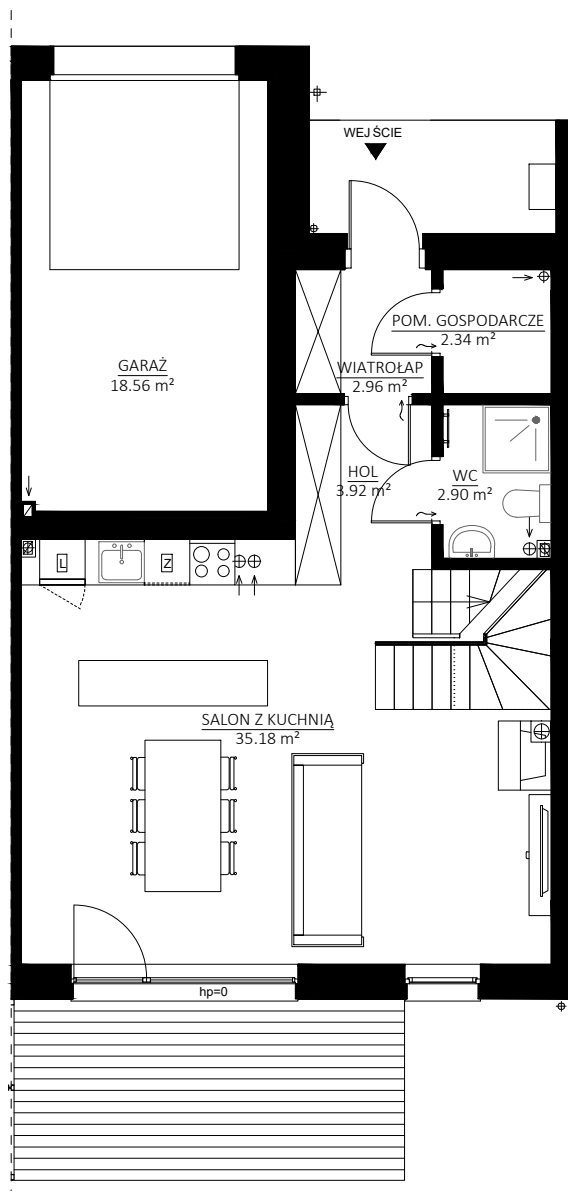 WEJŚCIE
POM. GOSPODARCZE
2.34 m²
GARAŻ
18.56 m²
WIATROŁAP
2.96 m²
HOL
3.92 m²
WC
2.90 m²
L
Z
SALON Z KUCHNIĄ
35.18 m²
hp=0